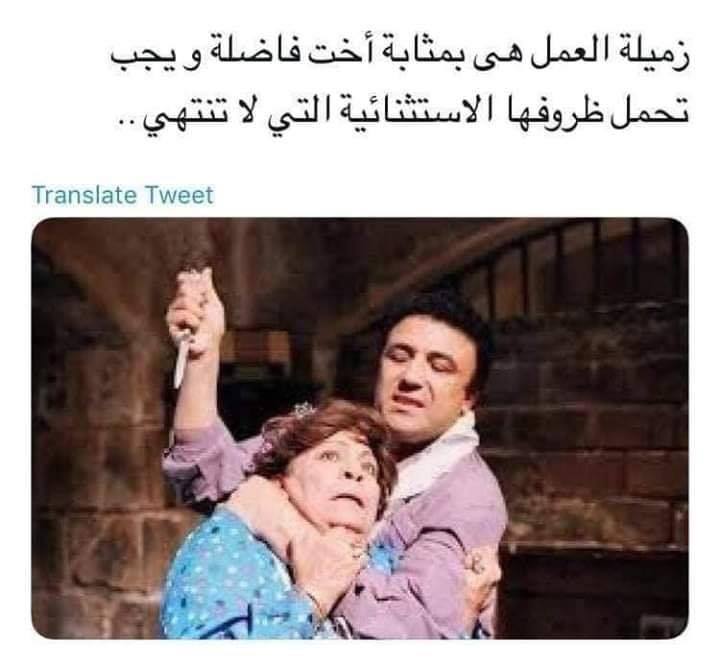 زميلة العمل هى بمثابة أخت فاضلة و يجب
تحمل ظروفها الاستثنائية التي لا تنتهي ..
Translate Tweet